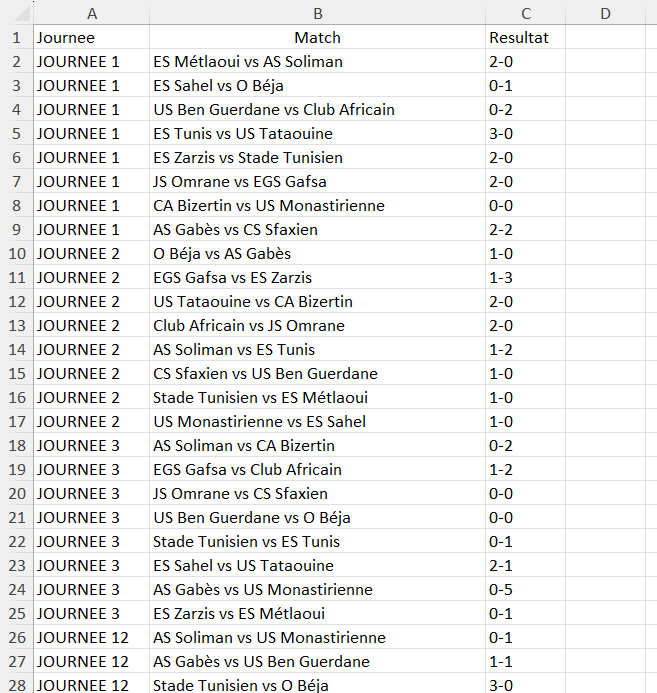 A B C D
1 Journee Match Resultat
2 JOURNEE 1 ES Métlaoui vs AS Soliman 2-0
3 JOURNEE 1 ES Sahel vs O Béja 0-1
4 JOURNEE 1 US Ben Guerdane vs Club Africain 0-2
5 JOURNEE 1 ES Tunis vs US Tataouine 3-0
6 JOURNEE 1 ES Zarzis vs Stade Tunisien 2-0
7 JOURNEE 1 JS Omrane vs EGS Gafsa 2-0
8 JOURNEE 1 CA Bizertin vs US Monastirienne 0-0
9 JOURNEE 1 AS Gabès vs CS Sfaxien 2-2
10 JOURNEE 2 O Béja vs AS Gabès 1-0
11 JOURNEE 2 EGS Gafsa vs ES Zarzis 1-3
12 JOURNEE 2 US Tataouine vs CA Bizertin 2-0
13 JOURNEE 2 Club Africain vs JS Omrane 2-0
14 JOURNEE 2 AS Soliman vs ES Tunis 1-2
15 JOURNEE 2 CS Sfaxien vs US Ben Guerdane 1-0
16 JOURNEE 2 Stade Tunisien vs ES Métlaoui 1-0
17 JOURNEE 2 US Monastirienne vs ES Sahel 1-0
18 JOURNEE 3 AS Soliman vs CA Bizertin 0-2
19 JOURNEE 3 EGS Gafsa vs Club Africain 1-2
20 JOURNEE 3 JS Omrane vs CS Sfaxien 0-0
21 JOURNEE 3 US Ben Guerdane vs O Béja 0-0
22 JOURNEE 3 Stade Tunisien vs ES Tunis 0-1
23 JOURNEE 3 ES Sahel vs US Tataouine 2-1
24 JOURNEE 3 AS Gabès vs US Monastirienne 0-5
25 JOURNEE 3 ES Zarzis vs ES Métlaoui 0-1
26 JOURNEE 12 AS Soliman vs US Monastirienne 0-1
27 JOURNEE 12 AS Gabès vs US Ben Guerdane 1-1
28 JOURNEE 12 Stade Tunisien vs O Béja 3-0